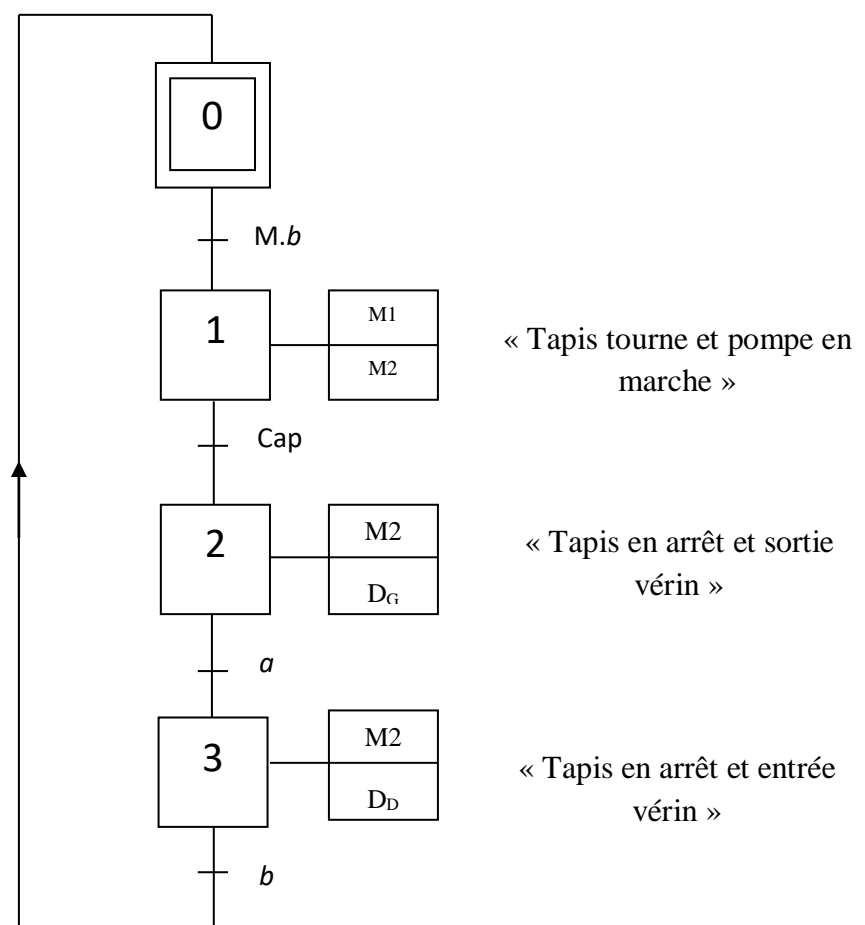 0
M.b
1
M1
M2
« Tapis tourne et pompe en
marche »
Cap
2
M2
DG
« Tapis en arrêt et sortie
vérin »
a
3
M2
DD
« Tapis en arrêt et entrée
vérin »
b